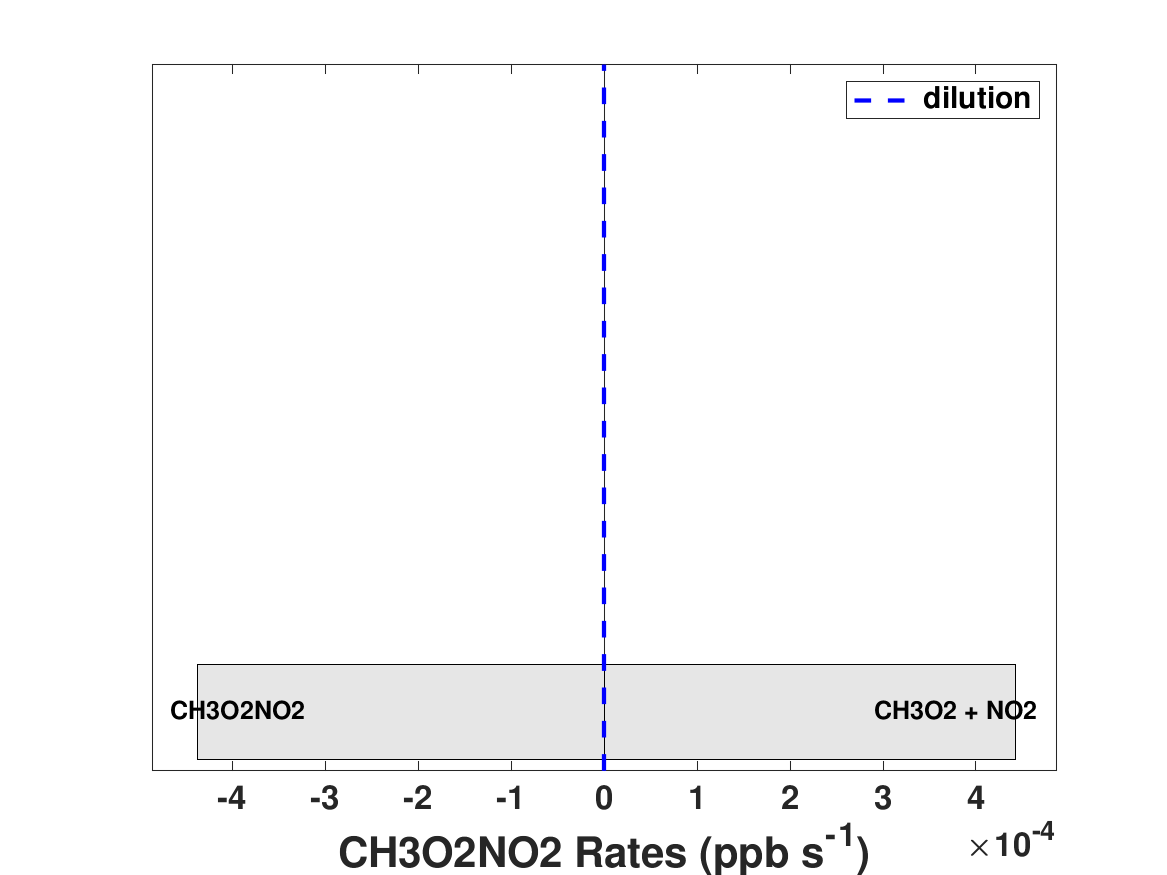 dilution
CH3O2NO2 CH3O2 + NO2
-4 -3 -2 -1 0 1 2 3 4
CH3O2NO2 Rates (ppb s⁻¹) ×10⁻⁴